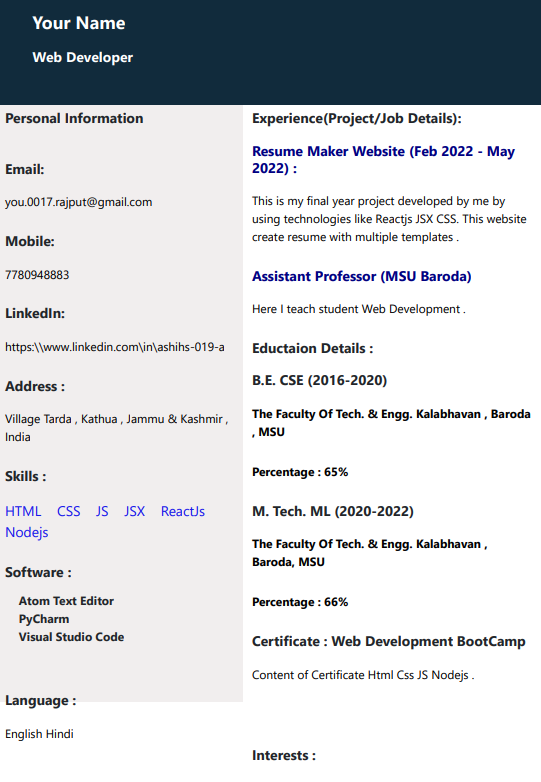 Your Name
Web Developer
Personal Information
Email:
you.0017.rajput@gmail.com
Mobile:
7780948883
LinkedIn:
https:\\www.linkedin.com\in\ashihs-019-a
Address :
Village Tarda , Kathua , Jammu & Kashmir ,
India
Skills :
HTML CSS JS JSX ReactJs
Nodejs
Software :
Atom Text Editor
PyCharm
Visual Studio Code
Language :
English Hindi
Experience(Project/Job Details):
Resume Maker Website (Feb 2022 - May
2022) :
This is my final year project developed by me by
using technologies like Reactjs JSX CSS. This website
create resume with multiple templates .
Assistant Professor (MSU Baroda)
Here I teach student Web Development .
Eductaion Details :
B.E. CSE (2016-2020)
The Faculty Of Tech. & Engg. Kalabhavan , Baroda
, MSU
Percentage : 65%
M. Tech. ML (2020-2022)
The Faculty Of Tech. & Engg. Kalabhavan ,
Baroda, MSU
Percentage : 66%
Certificate : Web Development BootCamp
Content of Certificate Html Css JS Nodejs .
Interests :